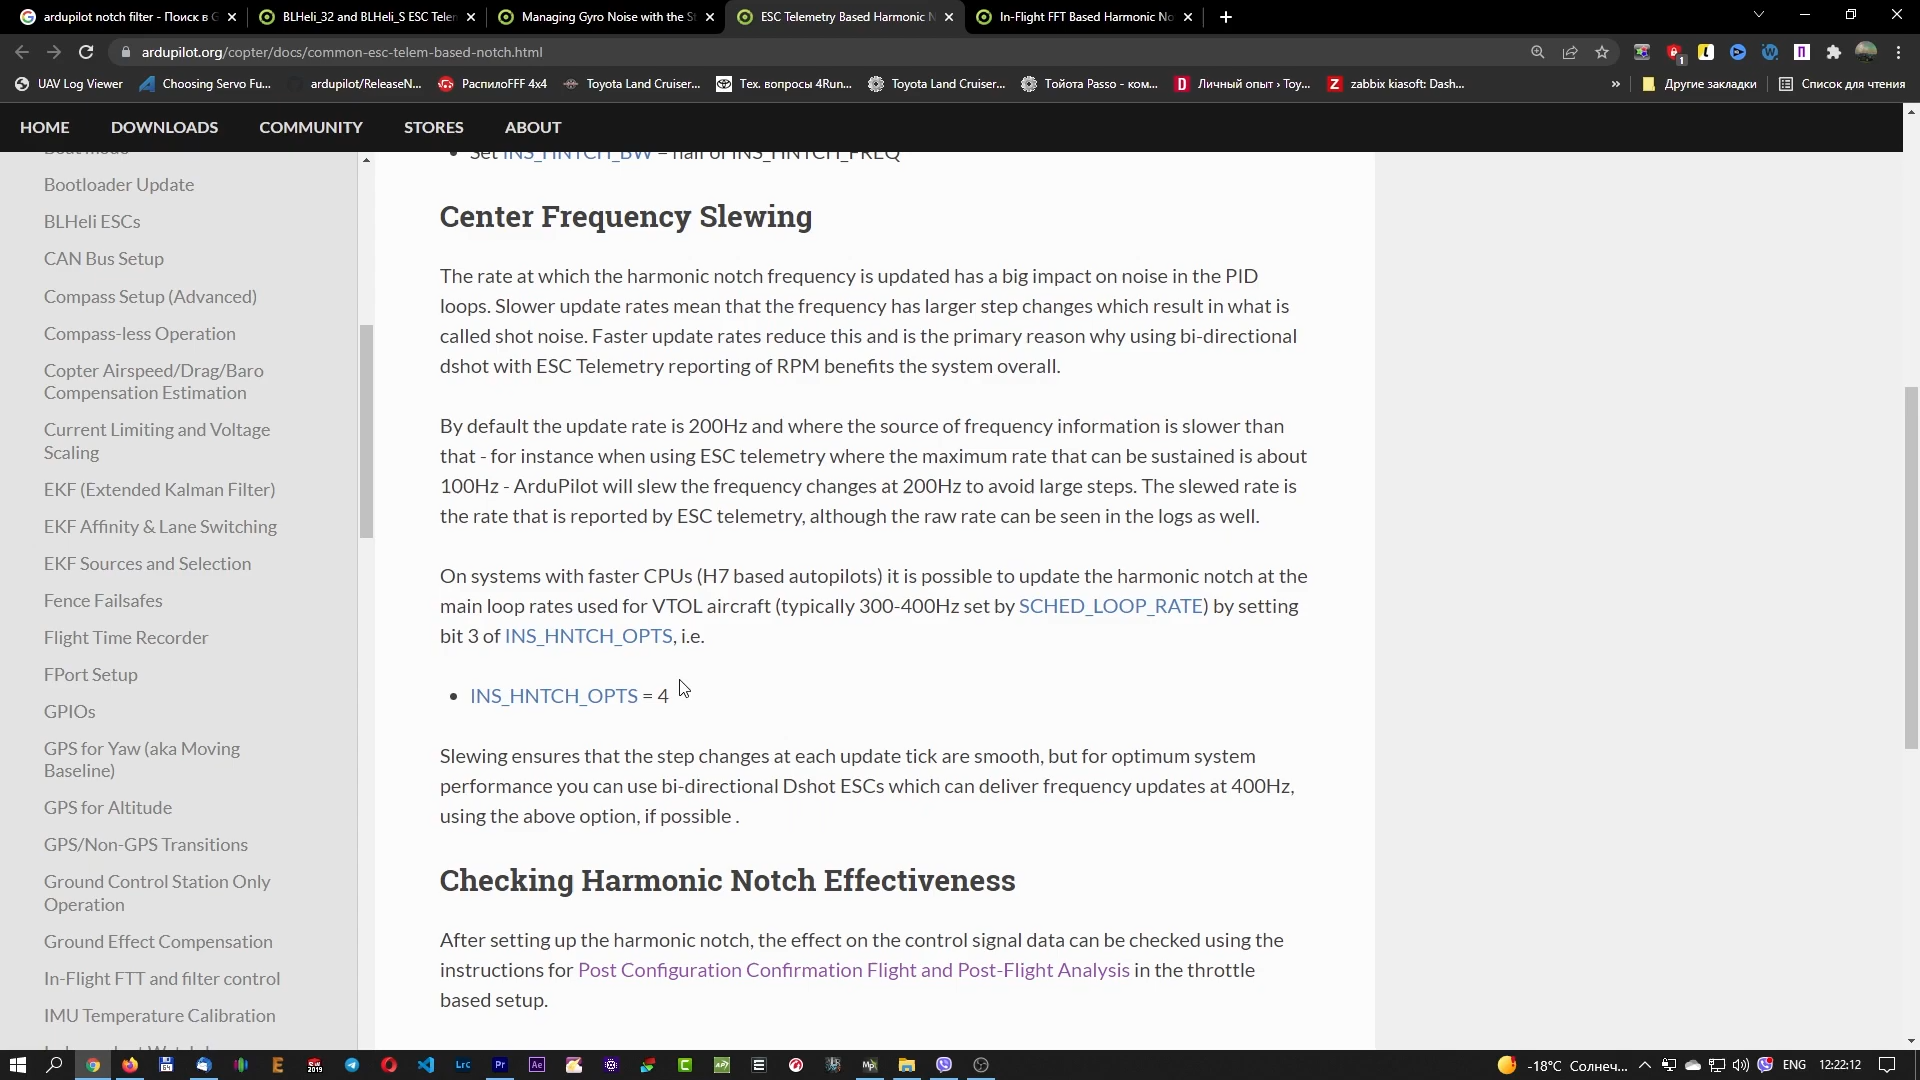 ardupilot notch filter - Поиск в G
BLHeli_32 and BLHeli_S ESC Telem
Managing Gyro Noise with the St
ESC Telemetry Based Harmonic N
In-Flight FFT Based Harmonic No
ardupilot.org/copter/docs/common-esc-telem-based-notch.html
UAV Log Viewer
Choosing Servo Fu...
ardupilot/ReleaseN...
РаспилоFFF 4x4
Toyota Land Cruiser...
Тех. вопросы 4Run...
Toyota Land Cruiser...
Тойота Passo - ком...
Личный опыт › Toy...
zabbix kiasoft: Dash...
»
Другие закладки
Список для чтения
HOME
DOWNLOADS
COMMUNITY
STORES
ABOUT
Bootloader Update
BLHeli ESCs
CAN Bus Setup
Compass Setup (Advanced)
Compass-less Operation
Copter Airspeed/Drag/Baro
Compensation Estimation
Current Limiting and Voltage
Scaling
EKF (Extended Kalman Filter)
EKF Affinity & Lane Switching
EKF Sources and Selection
Fence Failsafes
Flight Time Recorder
FPort Setup
GPIOs
GPS for Yaw (aka Moving
Baseline)
GPS for Altitude
GPS/Non-GPS Transitions
Ground Control Station Only
Operation
Ground Effect Compensation
In-Flight FTT and filter control
IMU Temperature Calibration
• Set INS_HNTCH_BW = half of INS_HNTCH_FREQ
Center Frequency Slewing
The rate at which the harmonic notch frequency is updated has a big impact on noise in the PID
loops. Slower update rates mean that the frequency has larger step changes which result in what is
called shot noise. Faster update rates reduce this and is the primary reason why using bi-directional
dshot with ESC Telemetry reporting of RPM benefits the system overall.
By default the update rate is 200Hz and where the source of frequency information is slower than
that - for instance when using ESC telemetry where the maximum rate that can be sustained is about
100Hz - ArduPilot will slew the frequency changes at 200Hz to avoid large steps. The slewed rate is
the rate that is reported by ESC telemetry, although the raw rate can be seen in the logs as well.
On systems with faster CPUs (H7 based autopilots) it is possible to update the harmonic notch at the
main loop rates used for VTOL aircraft (typically 300-400Hz set by SCHED_LOOP_RATE) by setting
bit 3 of INS_HNTCH_OPTS, i.e.
• INS_HNTCH_OPTS = 4
Slewing ensures that the step changes at each update tick are smooth, but for optimum system
performance you can use bi-directional Dshot ESCs which can deliver frequency updates at 400Hz,
using the above option, if possible .
Checking Harmonic Notch Effectiveness
After setting up the harmonic notch, the effect on the control signal data can be checked using the
instructions for Post Configuration Confirmation Flight and Post-Flight Analysis in the throttle
based setup.
-18°C Солнеч...
ENG
12:22:12